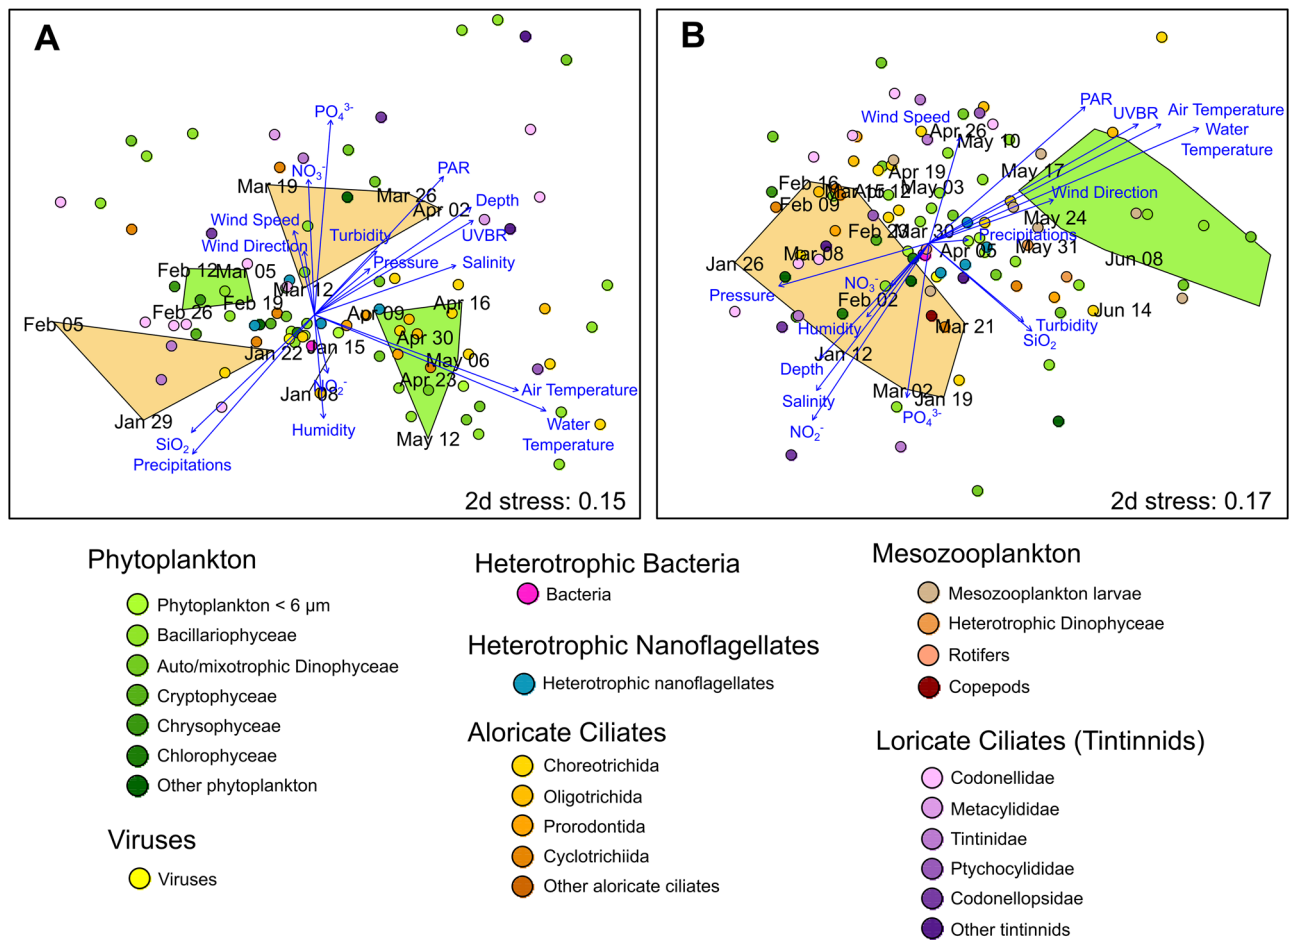 A
PO₄³⁻
NO₃⁻
PAR
Mar 19
Mar 26
Depth
Apr 02
Wind Speed
Turbidity
UVBR
Wind Direction
Pressure
Salinity
Feb 12
Mar 05
Mar 12
Feb 19
Feb 26
Apr 09
Apr 16
Feb 05
Apr 30
Jan 22
Jan 15
May 06
Apr 23
NO₂⁻
Jan 08
Air Temperature
Jan 29
Humidity
Water
Temperature
May 12
SiO₂
Precipitations
2d stress: 0.15
B
PAR
UVBR
Air Temperature
Wind Speed
Water
Temperature
Apr 26
May 10
Apr 19
May 17
Feb 16
Mar 15
Apr 12
May 03
Wind Direction
Feb 09
May 24
Feb 23
Mar 30
Precipitations
Mar 08
Apr 05
May 31
Jan 26
Jun 08
NO₃⁻
Pressure
Feb 02
Jun 14
Humidity
Mar 21
Turbidity
SiO₂
Jan 12
Depth
Mar 02
Jan 19
Salinity
PO₄³⁻
NO₂⁻
2d stress: 0.17
Phytoplankton
Phytoplankton < 6 µm
Bacillariophyceae
Auto/mixotrophic Dinophyceae
Cryptophyceae
Chrysophyceae
Chlorophyceae
Other phytoplankton
Viruses
Viruses
Heterotrophic Bacteria
Bacteria
Heterotrophic Nanoflagellates
Heterotrophic nanoflagellates
Aloricate Ciliates
Choreotrichida
Oligotrichida
Prorodontida
Cyclotrichiida
Other aloricate ciliates
Mesozooplankton
Mesozooplankton larvae
Heterotrophic Dinophyceae
Rotifers
Copepods
Loricate Ciliates (Tintinnids)
Codonellidae
Metacylididae
Tintinidae
Ptychocylididae
Codonellopsidae
Other tintinnids